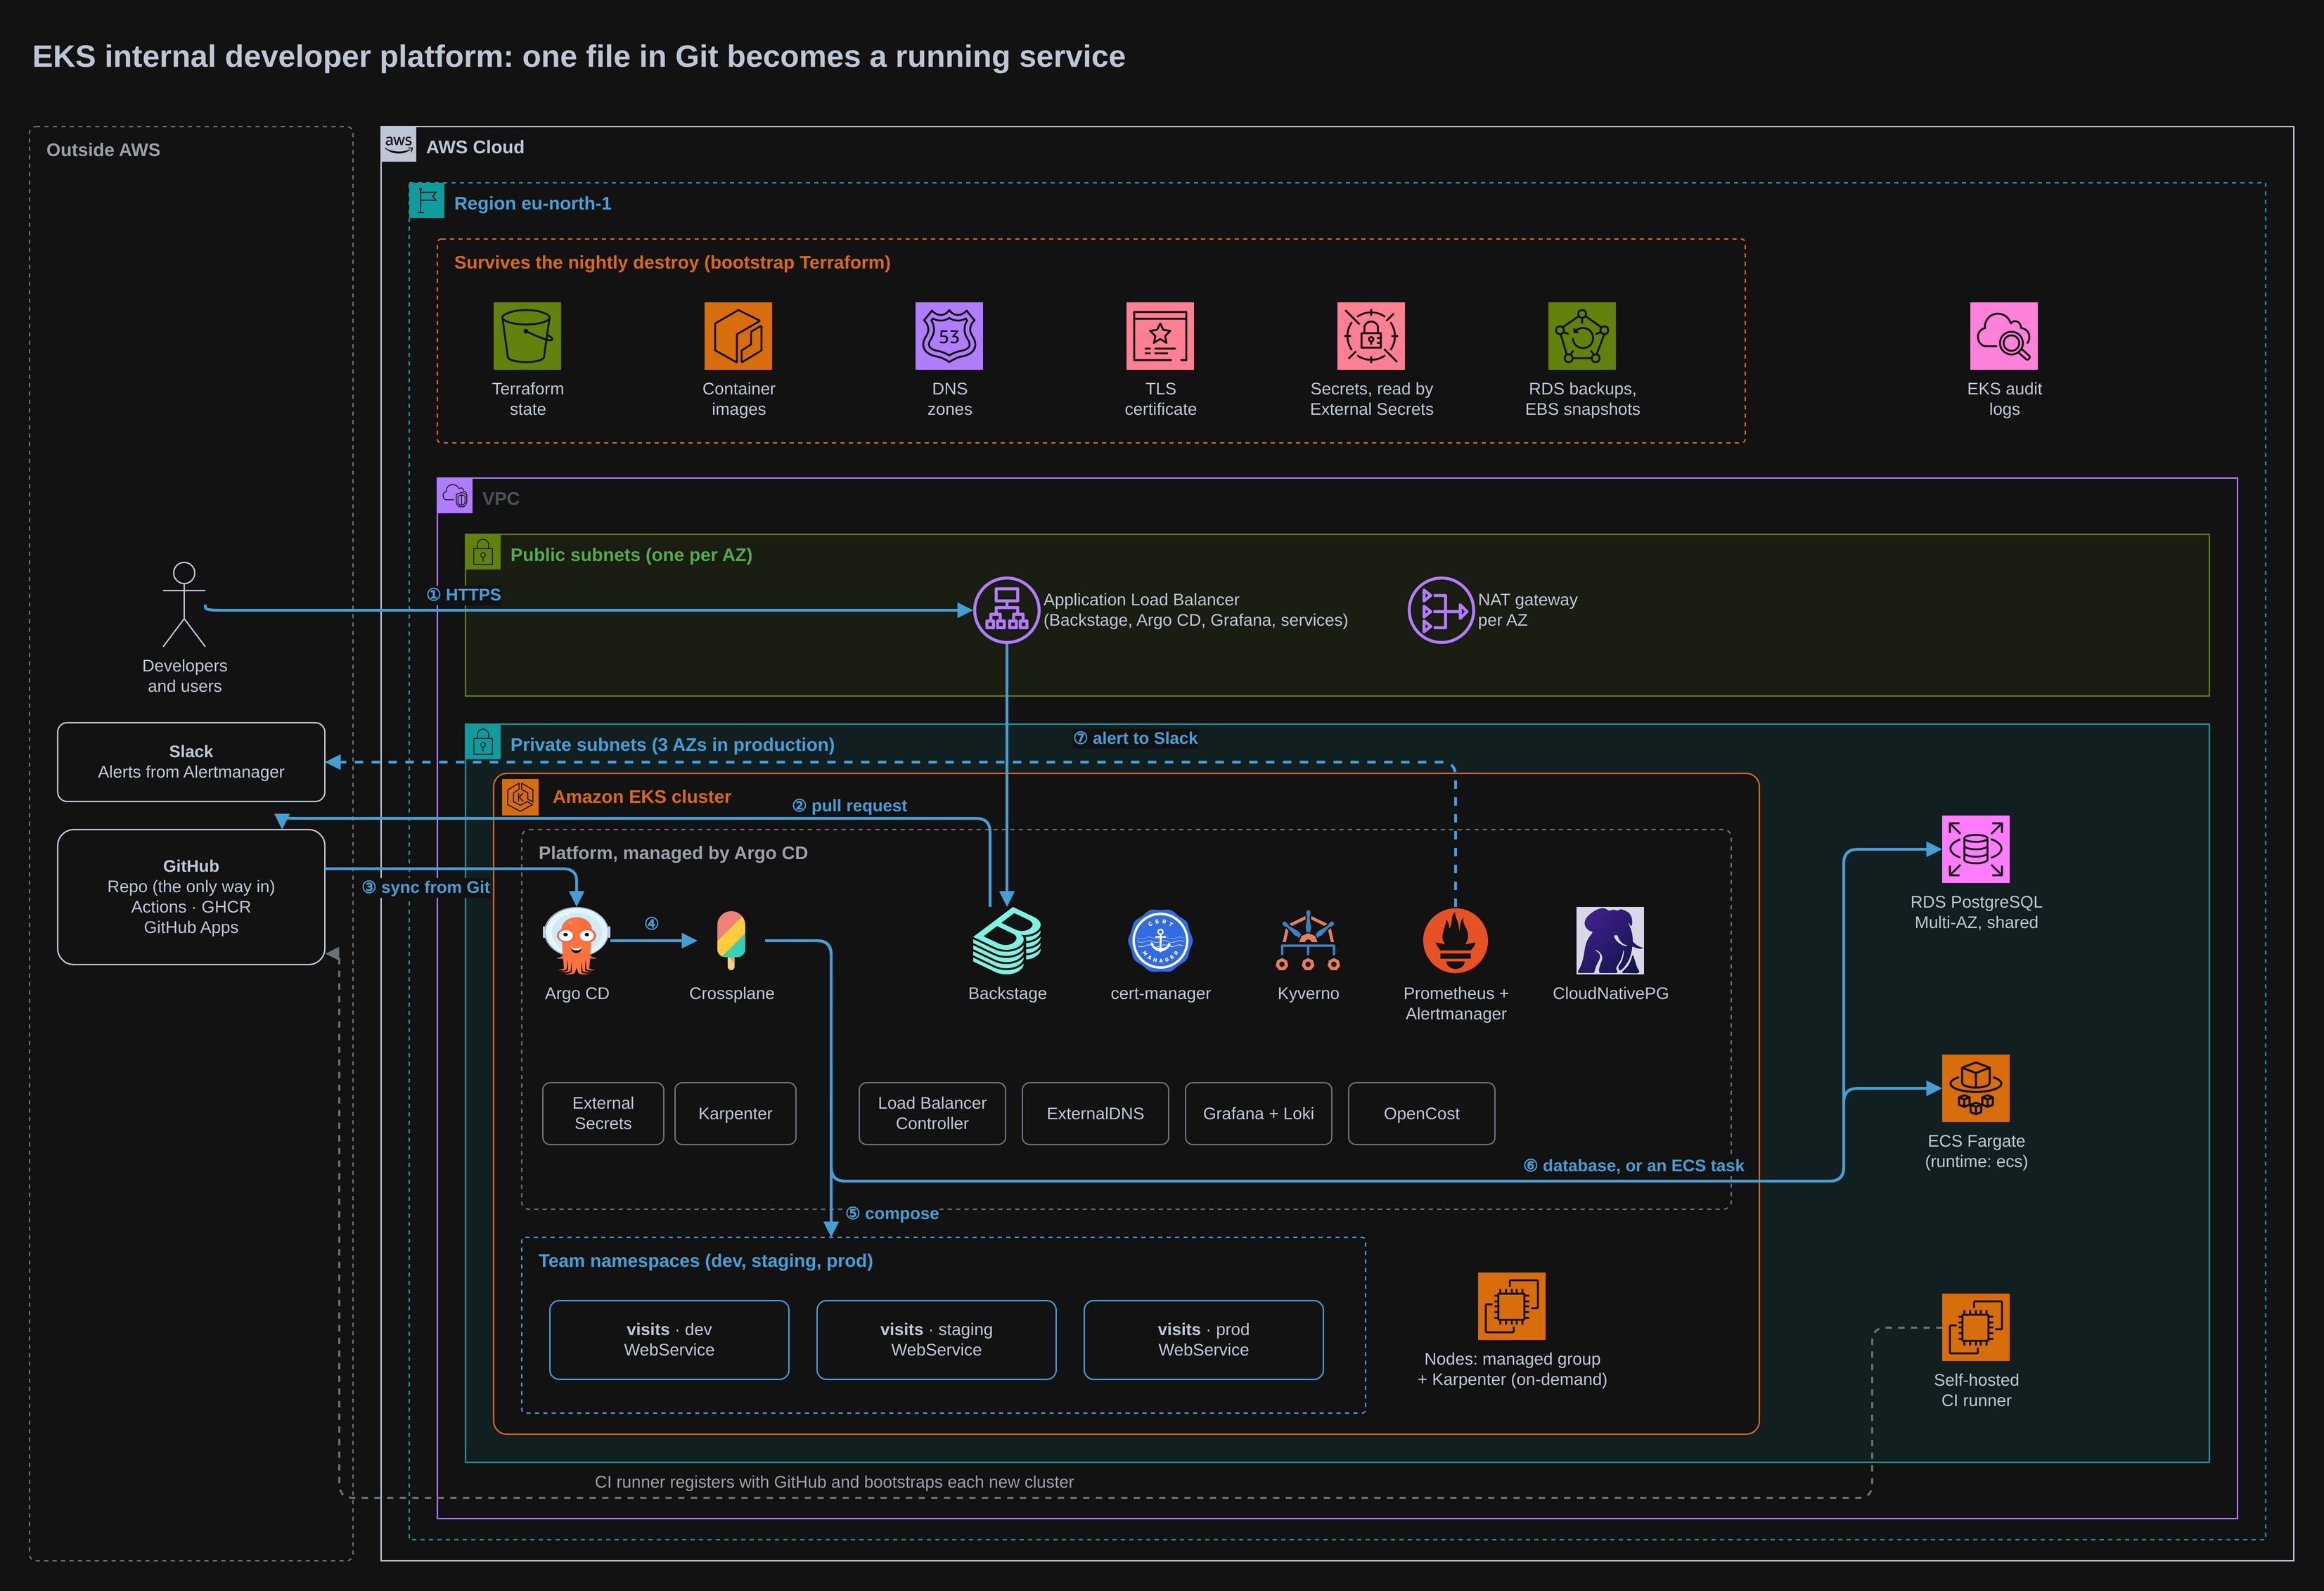 EKS internal developer platform: one file in Git becomes a running service
Outside AWS
aws
AWS Cloud
Region eu-north-1
Survives the nightly destroy (bootstrap Terraform)
Terraform
state
Container
images
53
DNS
zones
TLS
certificate
Secrets, read by
External Secrets
RDS backups,
EBS snapshots
EKS audit
logs
VPC
Public subnets (one per AZ)
① HTTPS
Application Load Balancer
(Backstage, Argo CD, Grafana, services)
NAT gateway
per AZ
Developers
and users
Slack
Alerts from Alertmanager
Private subnets (3 AZs in production)
⑦ alert to Slack
Amazon EKS cluster
② pull request
GitHub
Repo (the only way in)
Actions · GHCR
GitHub Apps
③ sync from Git
Platform, managed by Argo CD
④
Argo CD
Crossplane
Backstage
CERT
MANAGER
cert-manager
Kyverno
Prometheus +
Alertmanager
CloudNativePG
RDS PostgreSQL
Multi-AZ, shared
External
Secrets
Karpenter
Load Balancer
Controller
ExternalDNS
Grafana + Loki
OpenCost
ECS Fargate
(runtime: ecs)
⑥ database, or an ECS task
⑤ compose
Team namespaces (dev, staging, prod)
visits · dev
WebService
visits · staging
WebService
visits · prod
WebService
Nodes: managed group
+ Karpenter (on-demand)
Self-hosted
CI runner
CI runner registers with GitHub and bootstraps each new cluster